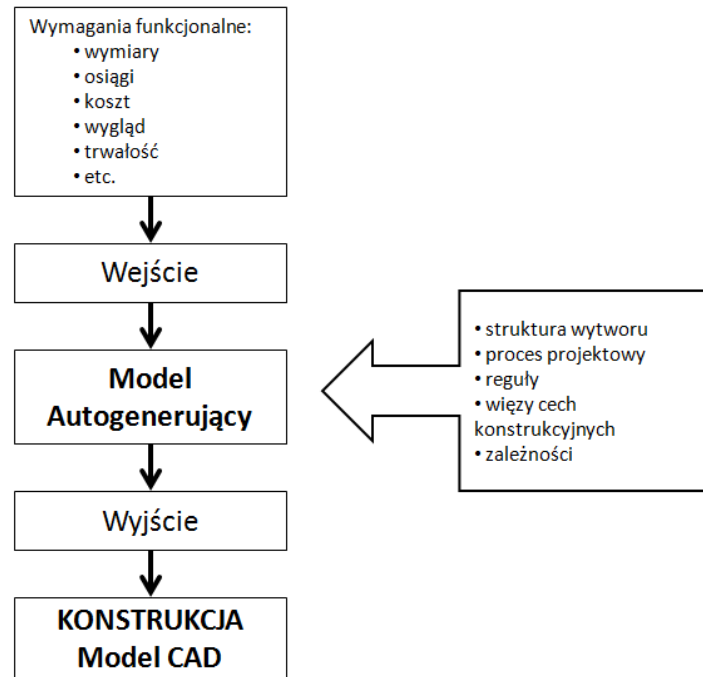 Wymagania funkcjonalne:
• wymiary
• osiągi
• koszt
• wygląd
• trwałość
• etc.
Wejście
Model
Autogenerujący
• struktura wytworu
• proces projektowy
• reguły
• więzy cech
konstrukcyjnych
• zależności
Wyjście
KONSTRUKCJA
Model CAD